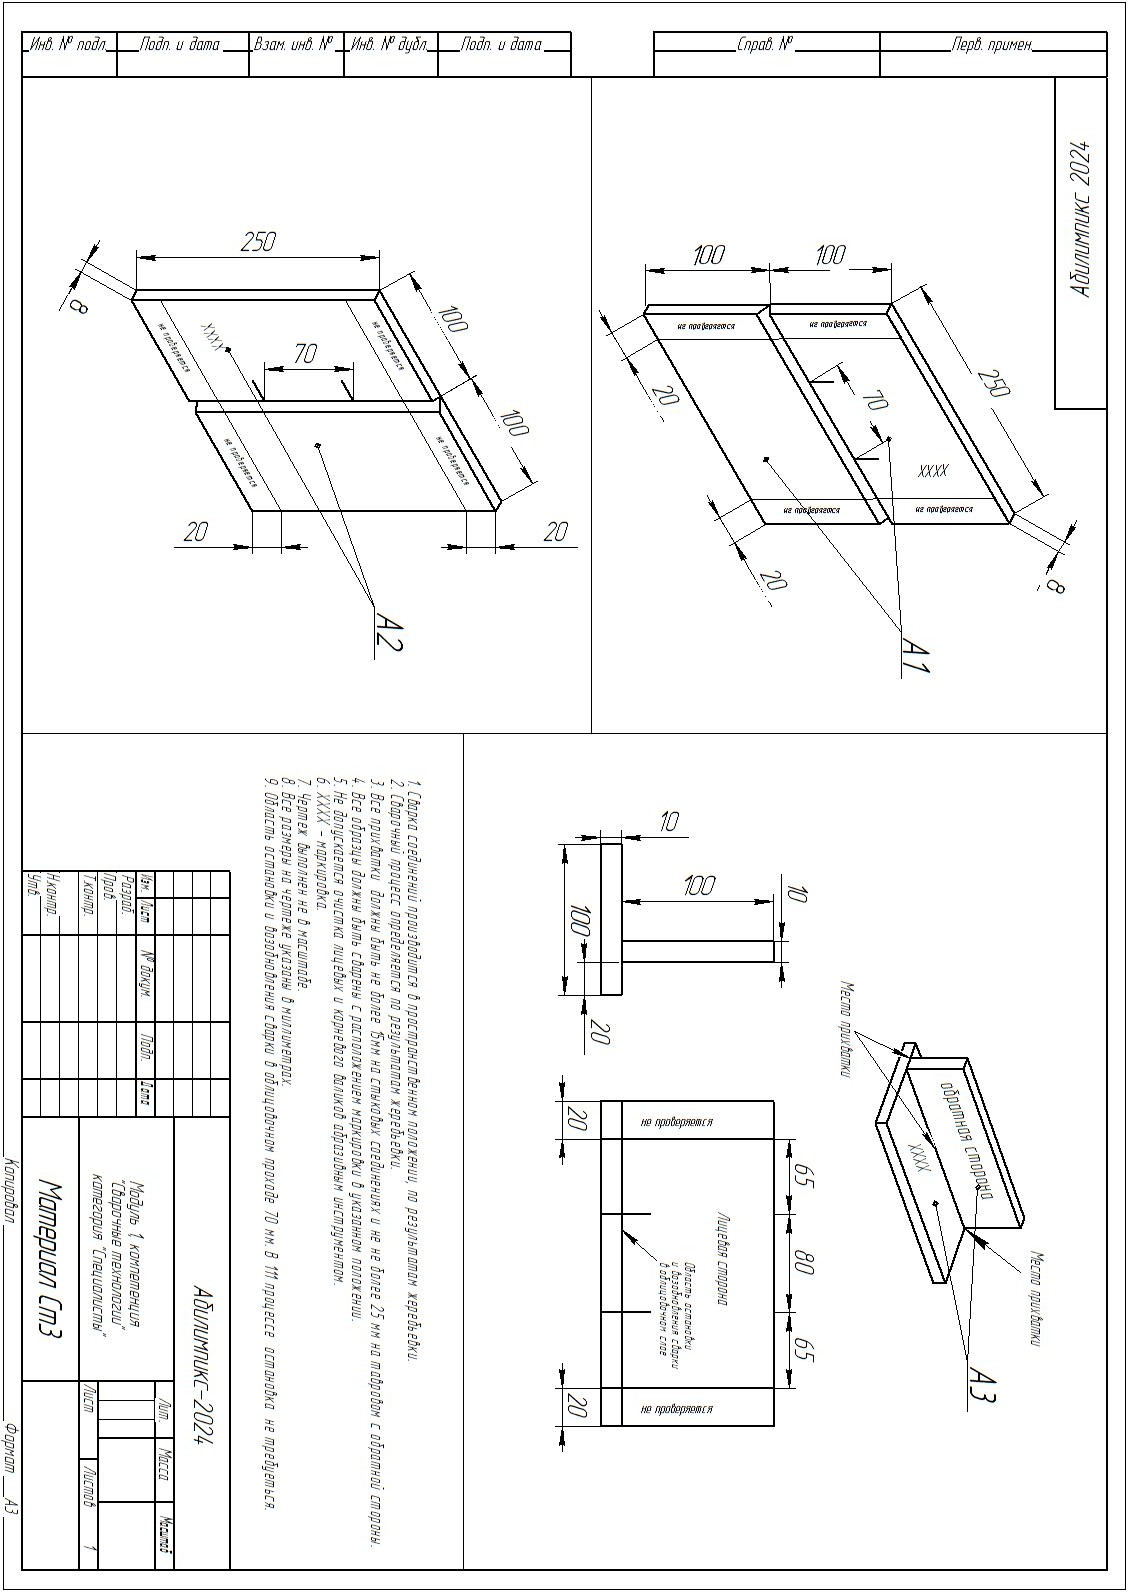 Инв. № подл.
Подп. и дата
Взам. инв. №
Инв. № дубл.
Подп. и дата
Справ. №
Перв. примен.
Абилимпикс 2024
100
100
250
8
20
20
70
не проверяется
не проверяется
не проверяется
не проверяется
XXXX
А1
250
8
100
100
70
20
20
не проверяется
не проверяется
не проверяется
не проверяется
XXXX
А2
10
100
10
100
20
Место прихватки
обратная сторона
XXXX
Место прихватки
А3
20
65
80
65
20
не проверяется
Лицевая сторона
Область остановки
и возобновления сварки
в облицовочном слое
не проверяется
1. Сварка соединений производится в пространственном положении, по результатам жеребьевки.
2. Сварочный процесс определяется по результатам жеребьевки.
3. Все прихватки должны быть не более 15мм на стыковых соединениях и не не более 25 мм на тавровом с обратной стороны.
4. Все образцы должны быть сварены с расположением маркировки в указанном положении.
5. Не допускается очистка лицевых и корневого валиков абразивным инструментом.
6. ХХХХ - маркировка.
7. Чертеж выполнен не в масштабе.
8. Все размеры на чертеже указаны в миллиметрах.
9. Область остановки и возобновления сварки в облицовочном проходе 70 мм. В 111 процессе остановка не требуеться.
Изм.
Лист
№ докум.
Подп.
Дата
Разраб.
Пров.
Т.контр.
Н.контр.
Утв.
Абилимпикс-2024
Модуль 1 компетенция
"Сварочные технологии"
категория "Специалисты"
Материал Ст3
Лит.
Масса
Масштаб
Лист
Листов 1
Копировал
Формат А3